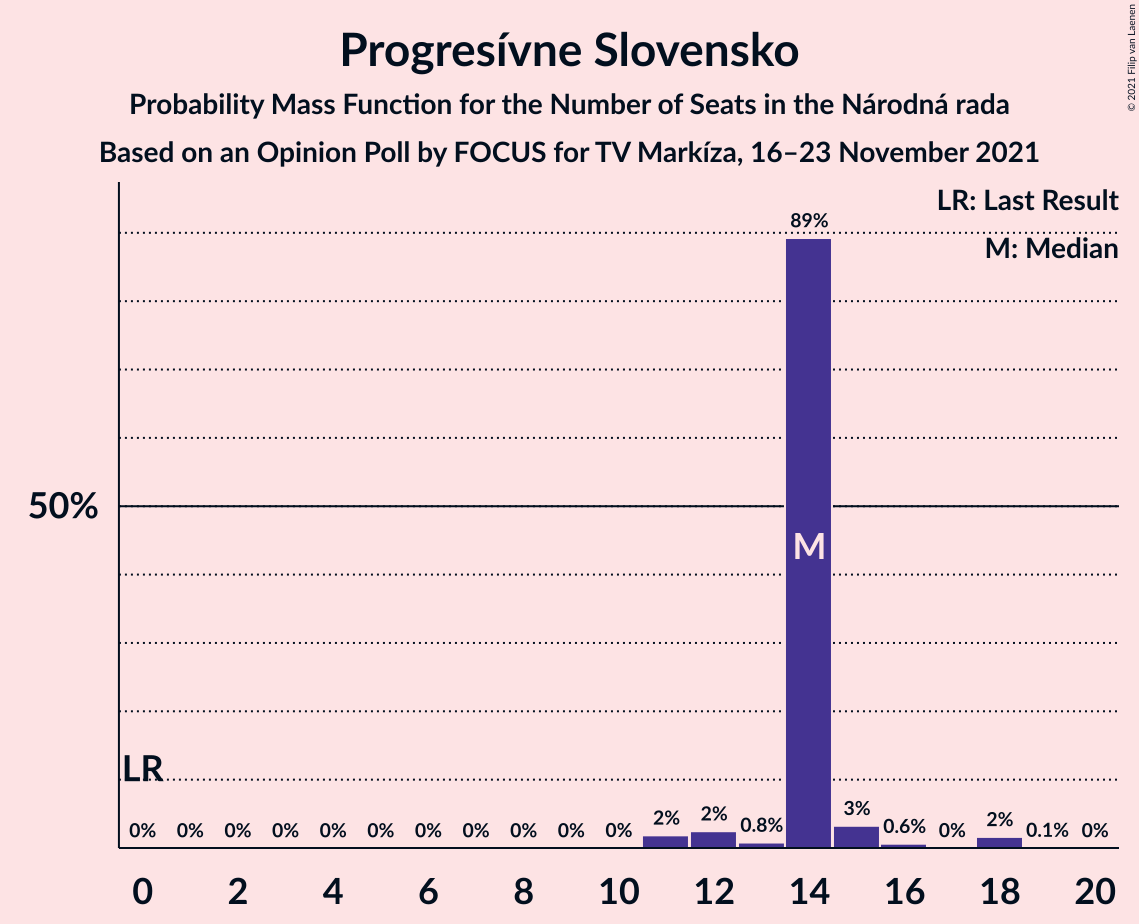 Progresívne Slovensko
Probability Mass Function for the Number of Seats in the Národná rada
Based on an Opinion Poll by FOCUS for TV Markíza, 16–23 November 2021
© 2021 Filip van Laenen
LR: Last Result
M: Median
89%
50%
M
LR
0% 0% 0% 0% 0% 0% 0% 0% 0% 0% 0% 2% 2% 0.8% 3% 0.6% 0% 2% 0.1% 0%
0 2 4 6 8 10 12 14 16 18 20